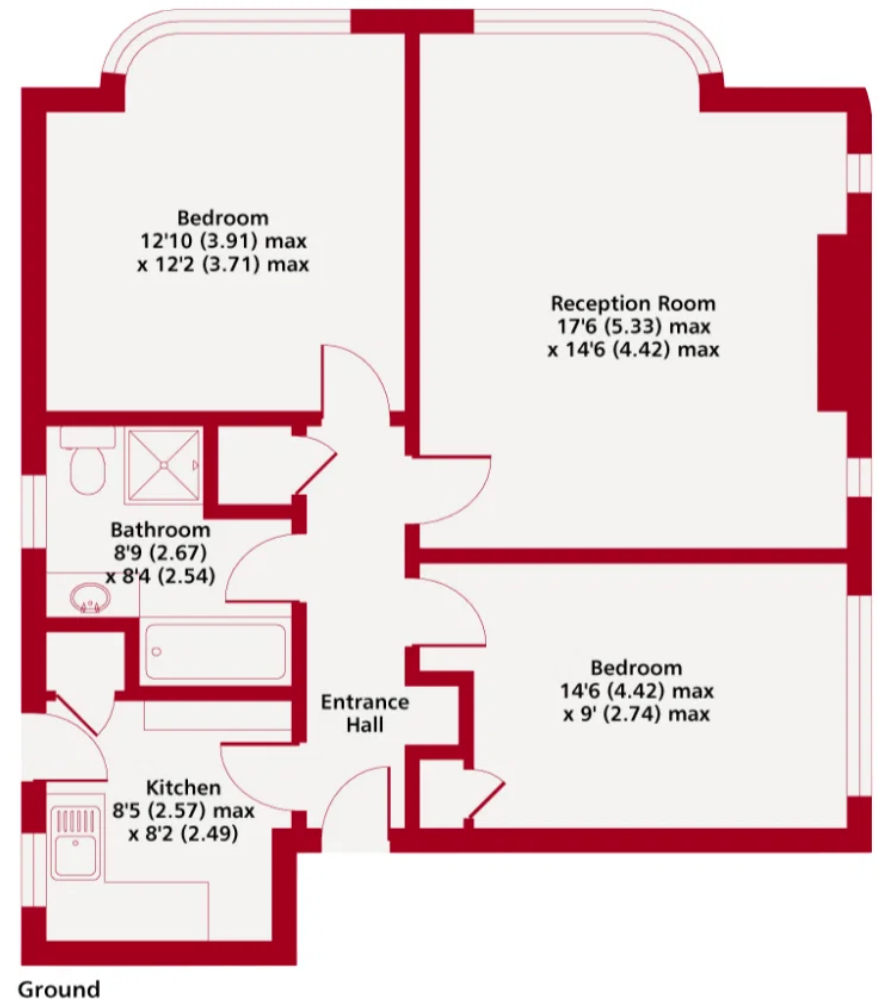 Bedroom
12'10 (3.91) max
x 12'2 (3.71) max
Reception Room
17'6 (5.33) max
x 14'6 (4.42) max
Bathroom
8'9 (2.67)
x 8'4 (2.54)
Bedroom
14'6 (4.42) max
x 9' (2.74) max
Entrance
Hall
Kitchen
8'5 (2.57) max
x 8'2 (2.49)
Ground